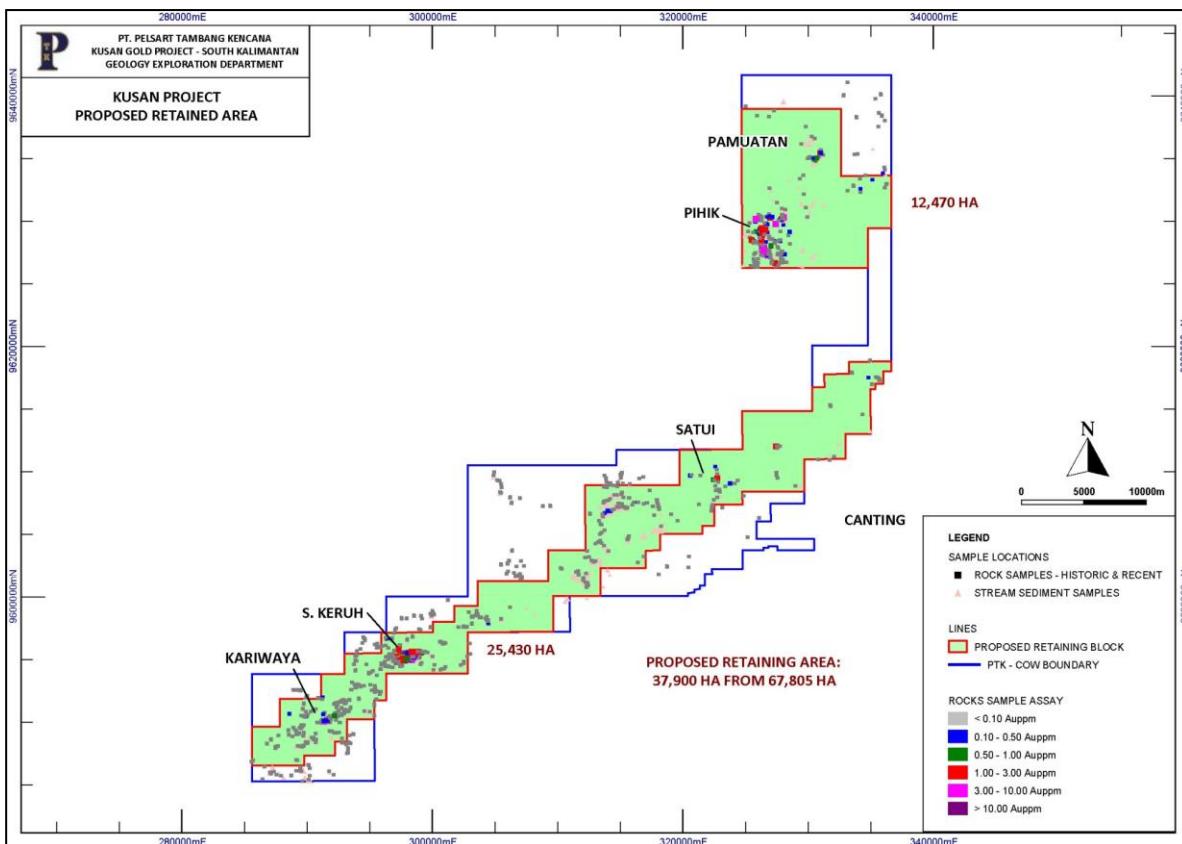 280000mE
300000mE
320000mE
340000mE
P
PT. PELSART TAMBANG KENCANA
KUSAN GOLD PROJECT - SOUTH KALIMANTAN
GEOLOGY EXPLORATION DEPARTMENT
KUSAN PROJECT
PROPOSED RETAINED AREA
9640000mN
PAMUATAN
12,470 HA
PIHIK
9620000mN
SATUI
N
0 5000 10000m
CANTING
9600000mN
S. KERUH
25,430 HA
KARIWAYA
PROPOSED RETAINING AREA:
37,900 HA FROM 67,805 HA
LEGEND
SAMPLE LOCATIONS
ROCK SAMPLES - HISTORIC & RECENT
STREAM SEDIMENT SAMPLES
LINES
PROPOSED RETAINING BLOCK
PTK - COW BOUNDARY
ROCKS SAMPLE ASSAY
< 0.10 Auppm
0.10 - 0.50 Auppm
0.50 - 1.00 Auppm
1.00 - 3.00 Auppm
3.00 - 10.00 Auppm
> 10.00 Auppm
280000mE
300000mE
320000mE
340000mE